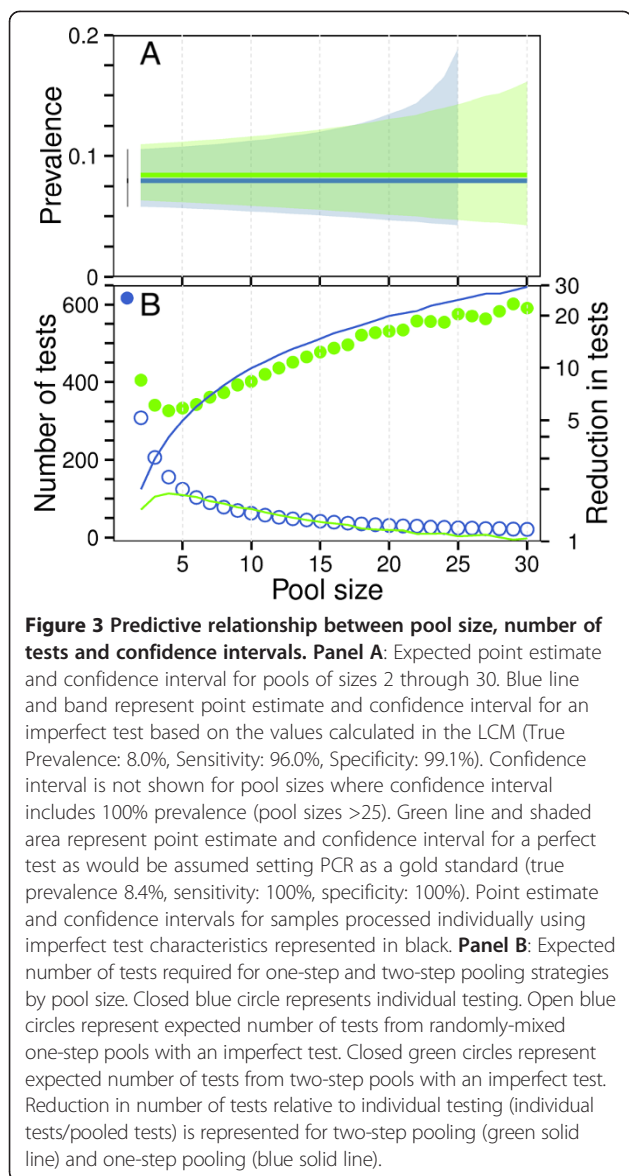 0.2
A
0.1
Prevalence
0
B
600
400
200
0
Number of tests
30
20
10
5
1
Reduction in tests
5 10 15 20 25 30
Pool size
Figure 3 Predictive relationship between pool size, number of
tests and confidence intervals. Panel A: Expected point estimate
and confidence interval for pools of sizes 2 through 30. Blue line
and band represent point estimate and confidence interval for an
imperfect test based on the values calculated in the LCM (True
Prevalence: 8.0%, Sensitivity: 96.0%, Specificity: 99.1%). Confidence
interval is not shown for pool sizes where confidence interval
includes 100% prevalence (pool sizes >25). Green line and shaded
area represent point estimate and confidence interval for a perfect
test as would be assumed setting PCR as a gold standard (true
prevalence 8.4%, sensitivity: 100%, specificity: 100%). Point estimate
and confidence intervals for samples processed individually using
imperfect test characteristics represented in black. Panel B: Expected
number of tests required for one-step and two-step pooling strategies
by pool size. Closed blue circle represents individual testing. Open blue
circles represent expected number of tests from randomly-mixed
one-step pools with an imperfect test. Closed green circles represent
expected number of tests from two-step pools with an imperfect test.
Reduction in number of tests relative to individual testing (individual
tests/pooled tests) is represented for two-step pooling (green solid
line) and one-step pooling (blue solid line).